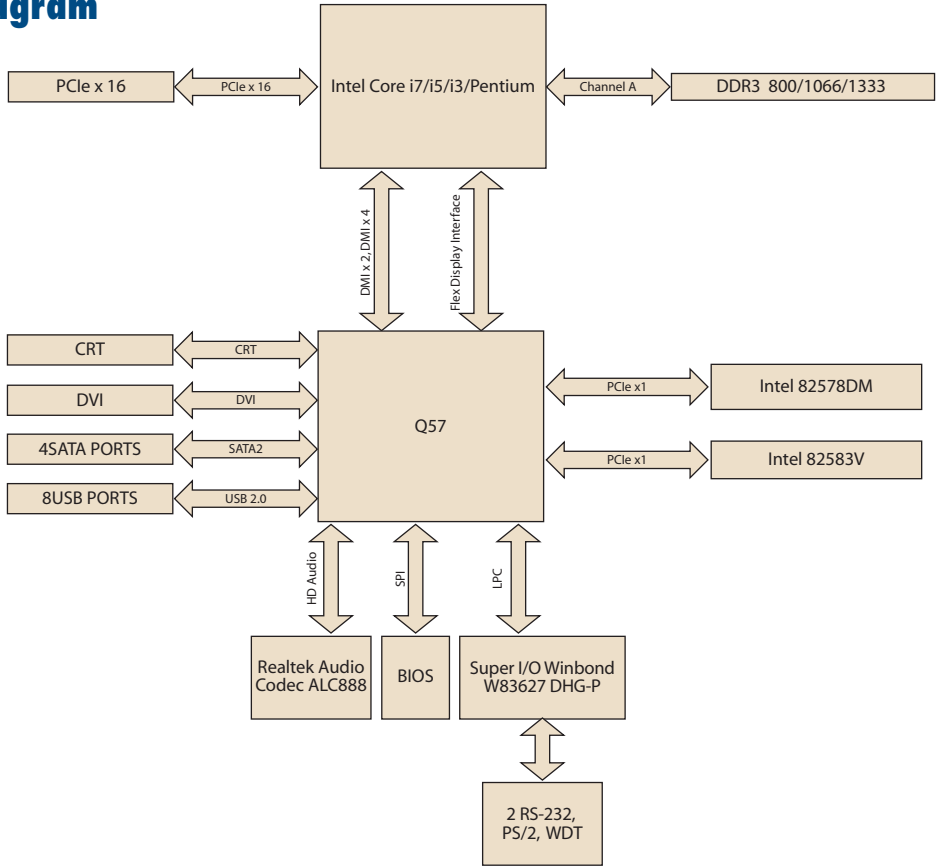 PCIe x 16
PCIe x 16
Intel Core i7/i5/i3/Pentium
Channel A
DDR3 800/1066/1333
DMI x 2,DMI x 4
Flex Display Interface
CRT
CRT
DVI
DVI
4SATA PORTS
SATA2
8USB PORTS
USB 2.0
Q57
PCIe x1
Intel 82578DM
PCIe x1
Intel 82583V
HD Audio
SPI
LPC
Realtek Audio
Codec ALC888
BIOS
Super I/O Winbond
W83627 DHG-P
2 RS-232,
PS/2, WDT